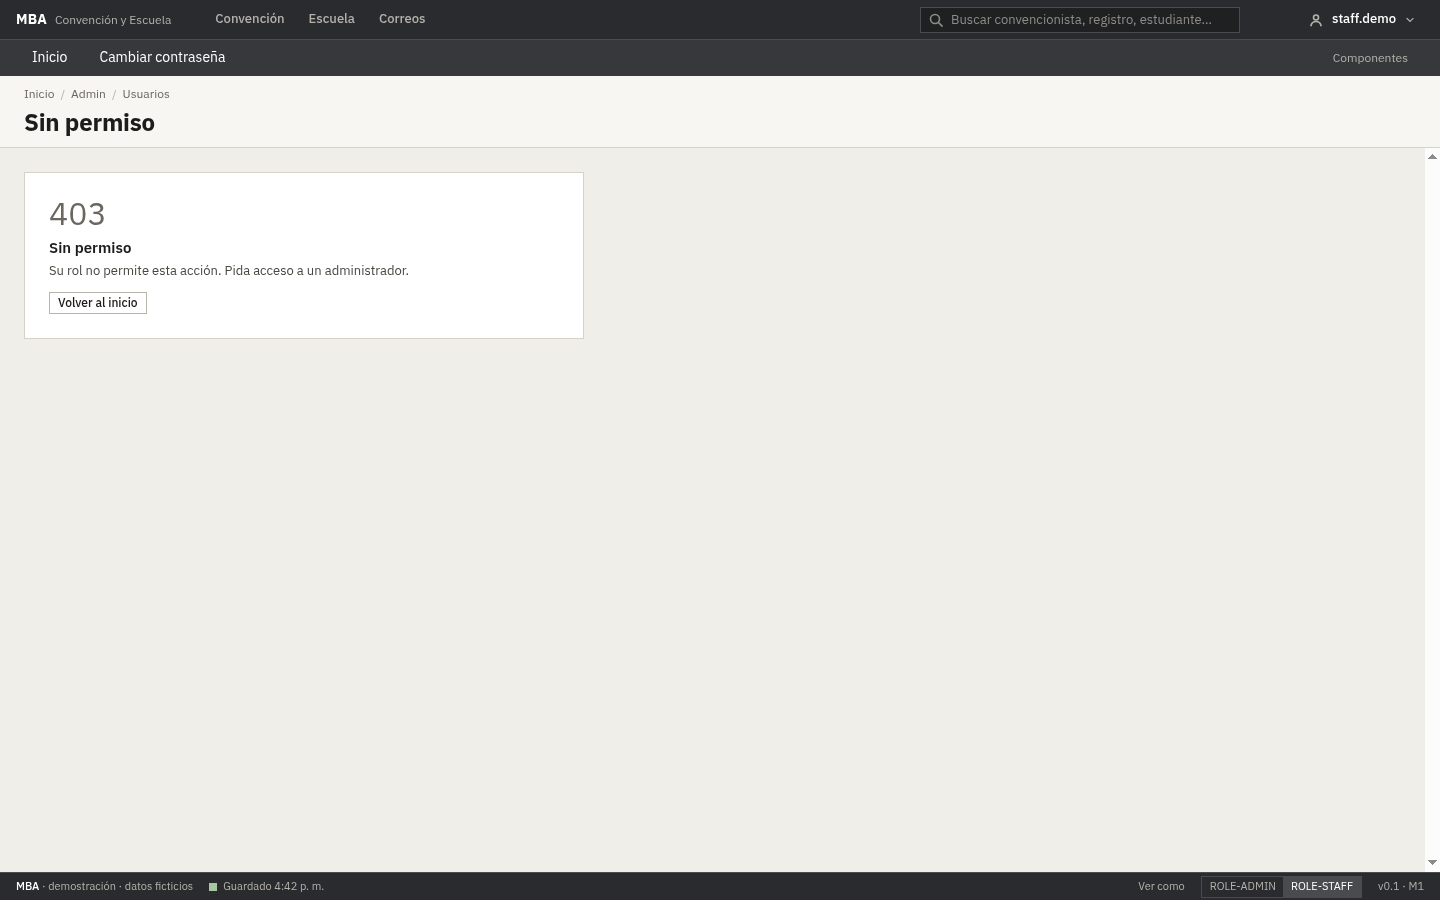 MBA Convención y Escuela Convención Escuela Correos Buscar convencionista, registro, estudiante... staff.demo
Inicio Cambiar contraseña Componentes
Inicio / Admin / Usuarios
Sin permiso
403
Sin permiso
Su rol no permite esta acción. Pida acceso a un administrador.
Volver al inicio
MBA · demostración · datos ficticios Guardado 4:42 p. m. Ver como ROLE-ADMIN ROLE-STAFF v0.1 · M1